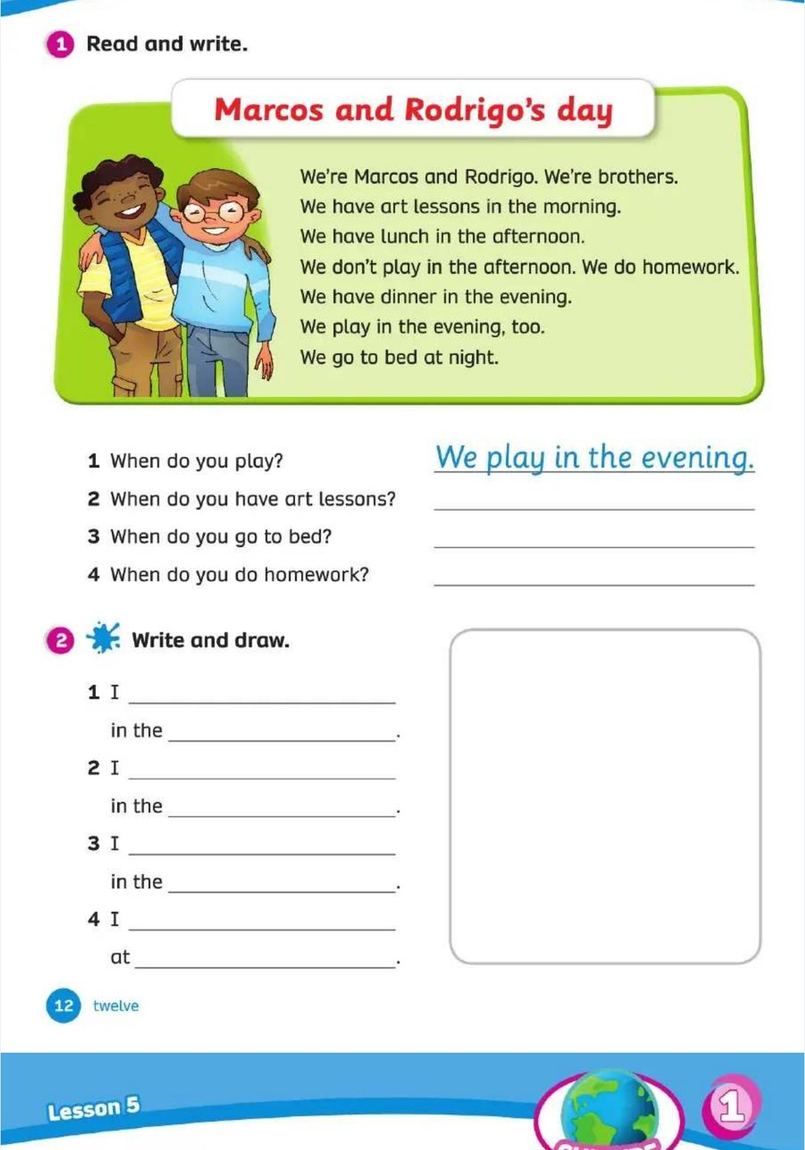 1 Read and write.
Marcos and Rodrigo's day
We're Marcos and Rodrigo. We're brothers.
We have art lessons in the morning.
We have lunch in the afternoon.
We don't play in the afternoon. We do homework.
We have dinner in the evening.
We play in the evening, too.
We go to bed at night.
1 When do you play? We play in the evening.
2 When do you have art lessons?
3 When do you go to bed?
4 When do you do homework?
2 Write and draw.
1 I
in the .
2 I
in the .
3 I
in the .
4 I
at .
12 twelve
Lesson 5
1